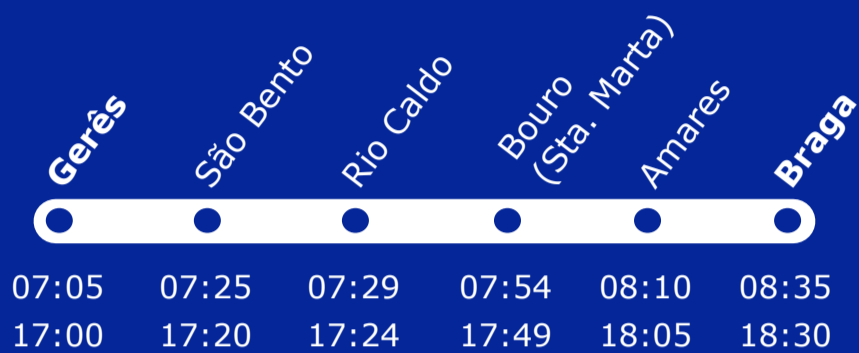 Gerês
São Bento
Rio Caldo
Bouro
(Sta. Marta)
Amares
Braga
07:05 07:25 07:29 07:54 08:10 08:35
17:00 17:20 17:24 17:49 18:05 18:30